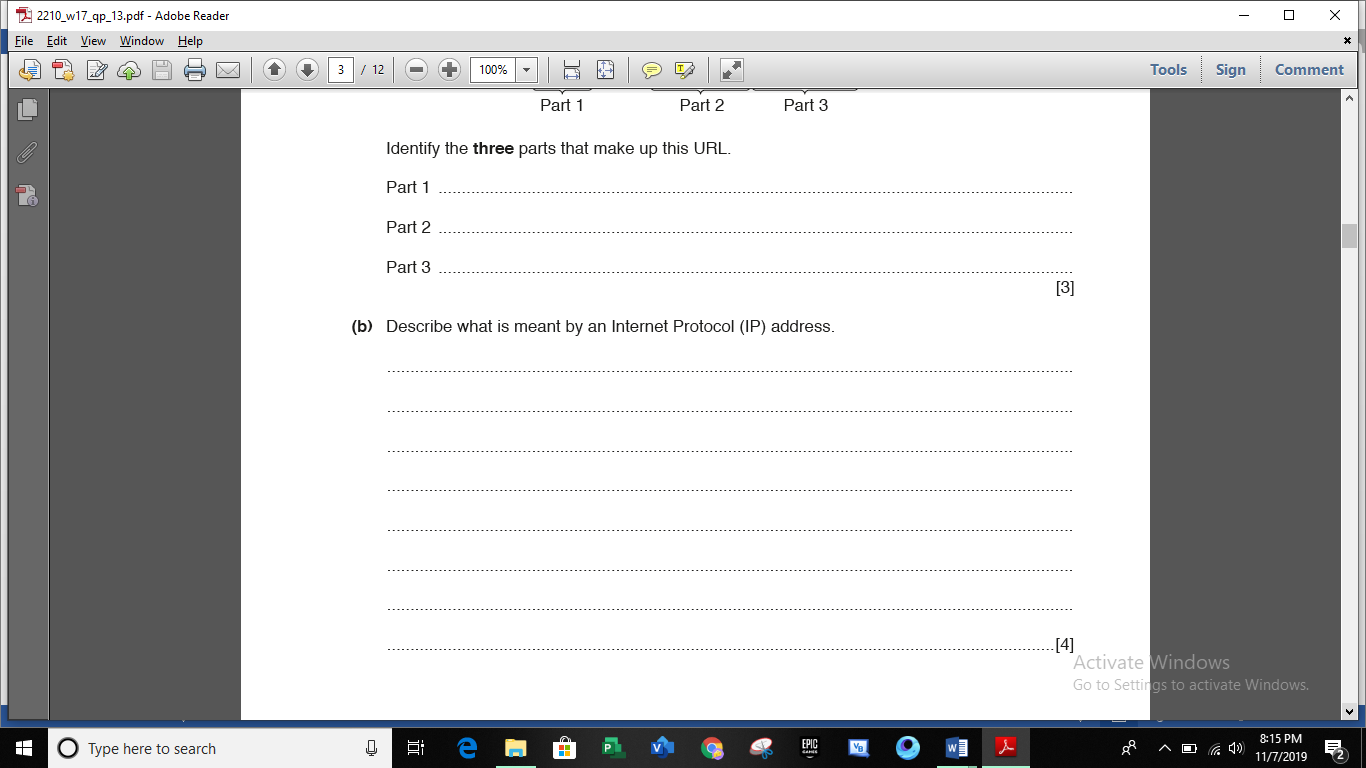 2210_w17_qp_13.pdf - Adobe Reader
File Edit View Window Help
3 / 12 100% Tools Sign Comment
Part 1 Part 2 Part 3
Identify the three parts that make up this URL.
Part 1 ..........
Part 2 ..........
Part 3 ..........
[3]
(b) Describe what is meant by an Internet Protocol (IP) address.
[4]
Activate Windows
Go to Settings to activate Windows.
Type here to search
8:15 PM
11/7/2019
2